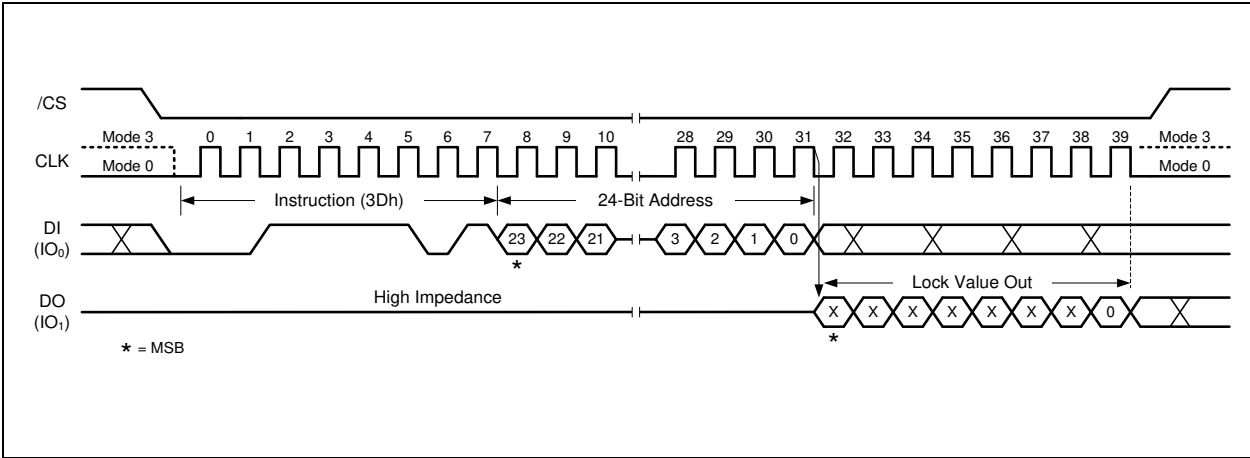 /CS
Mode 3 0 1 2 3 4 5 6 7 8 9 10 28 29 30 31 32 33 34 35 36 37 38 39 Mode 3
CLK Mode 0 Mode 0
Instruction (3Dh) 24-Bit Address
DI
(IO₀) 23 22 21 3 2 1 0
*
Lock Value Out
DO High Impedance
(IO₁) X X X X X X X 0
* = MSB *